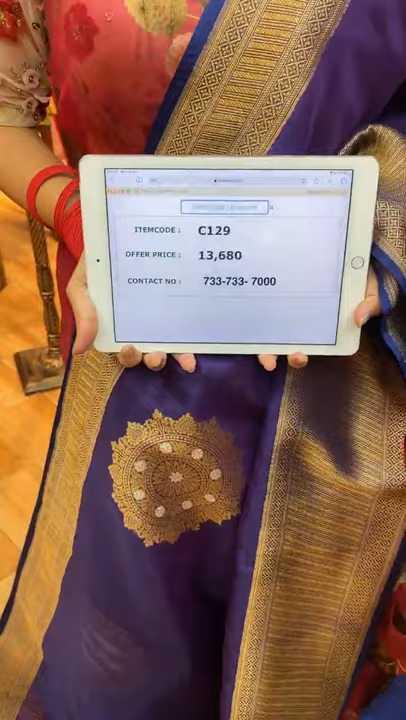 ITEMCODE : C129
OFFER PRICE : 13,680
CONTACT NO : 733-733- 7000